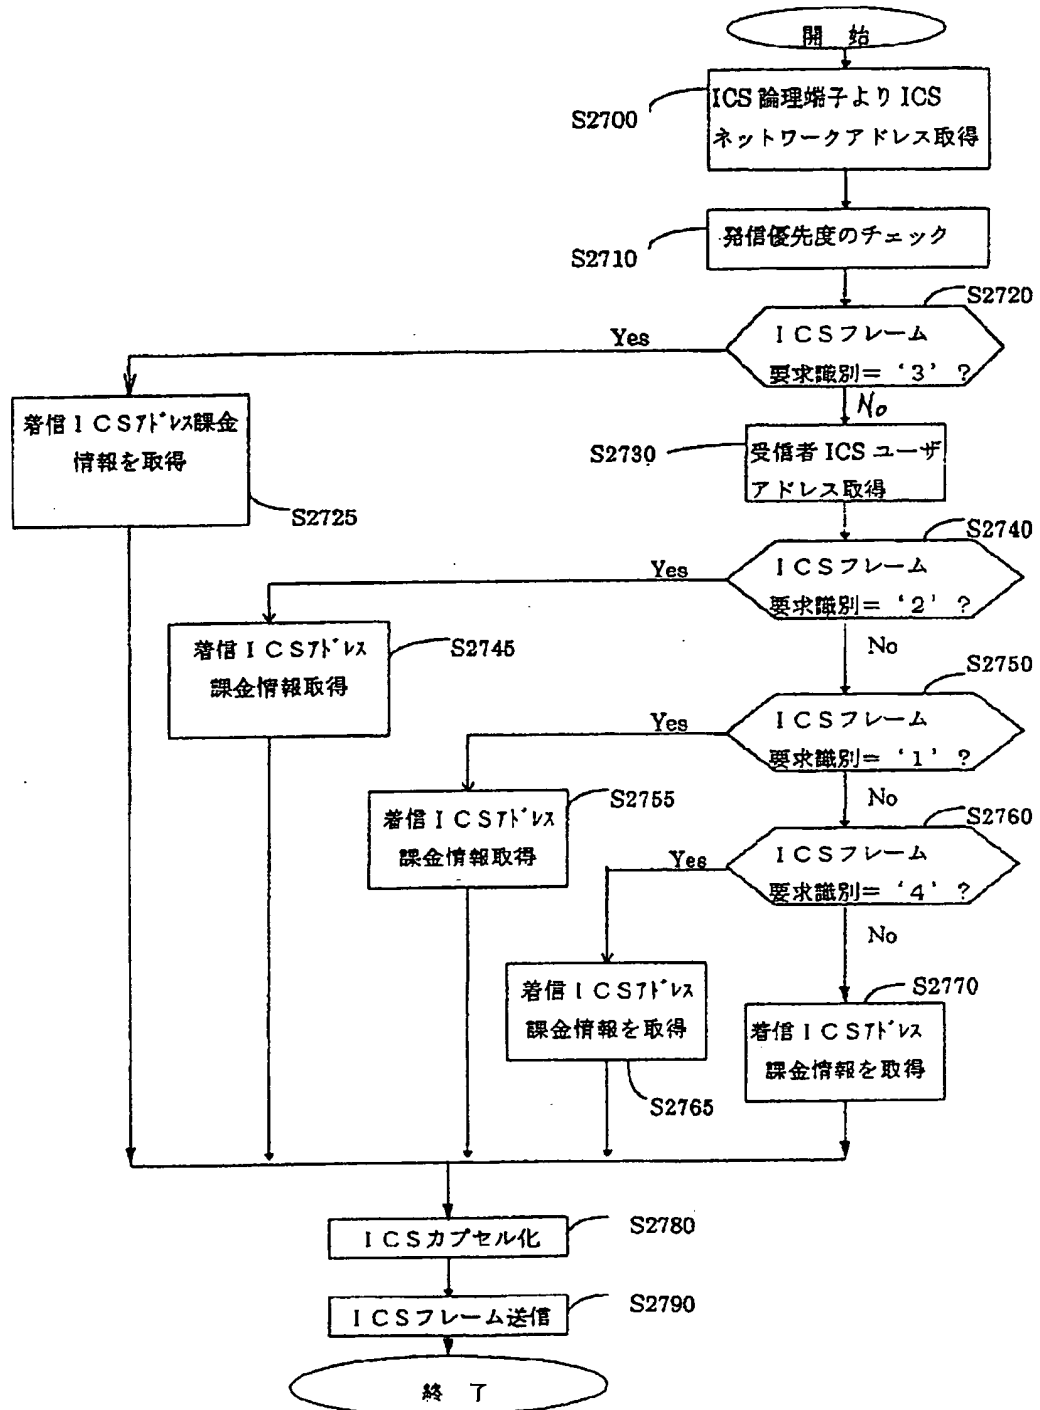 開 始
ICS論理端子よりICS
ネットワークアドレス取得
S2700
発信優先度のチェック
S2710
S2720
ICSフレーム
要求識別=‘3’?
Yes
No
着信ICSアドレス課金
情報を取得
S2725
S2730
受信者ICSユーザ
アドレス取得
S2740
ICSフレーム
要求識別=‘2’?
Yes
No
着信ICSアドレス
課金情報取得
S2745
S2750
ICSフレーム
要求識別=‘1’?
Yes
No
着信ICSアドレス
課金情報取得
S2755
S2760
ICSフレーム
要求識別=‘4’?
Yes
No
着信ICSアドレス
課金情報を取得
S2765
S2770
着信ICSアドレス
課金情報を取得
ICSカプセル化
S2780
ICSフレーム送信
S2790
終 了